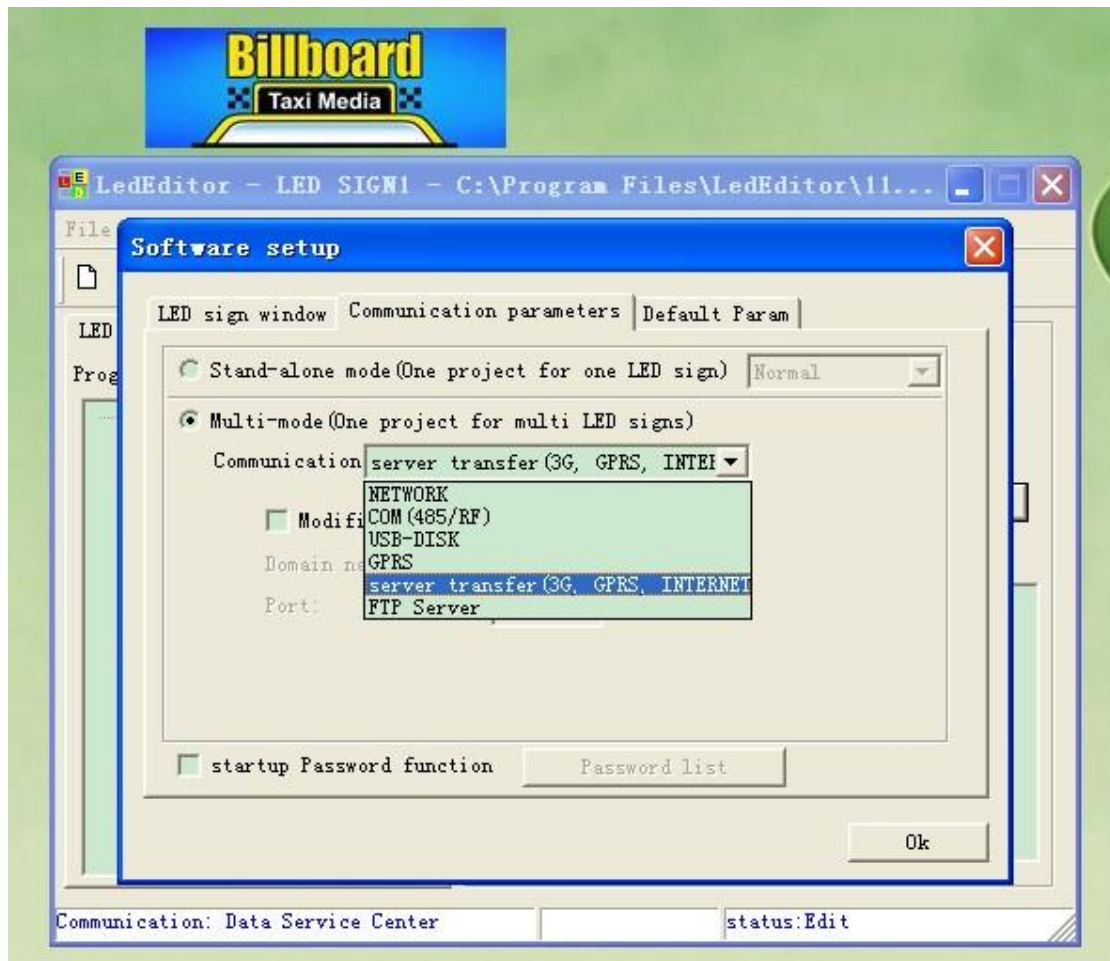 Billboard
Taxi Media
LedEditor - LED SIGN1 - C:\Program Files\LedEditor\11...
File
Software setup
LED sign window Communication parameters Default Param
LED
Prog
Stand-alone mode(One project for one LED sign) Normal
Multi-mode(One project for multi LED signs)
Communication server transfer(3G, GPRS, INTEI
NETWORK
Modifi COM(485/RF)
USB-DISK
Domain ne GPRS
server transfer(3G, GPRS, INTERNET
Port: FTP Server
startup Password function Password list
Ok
Communication: Data Service Center status:Edit